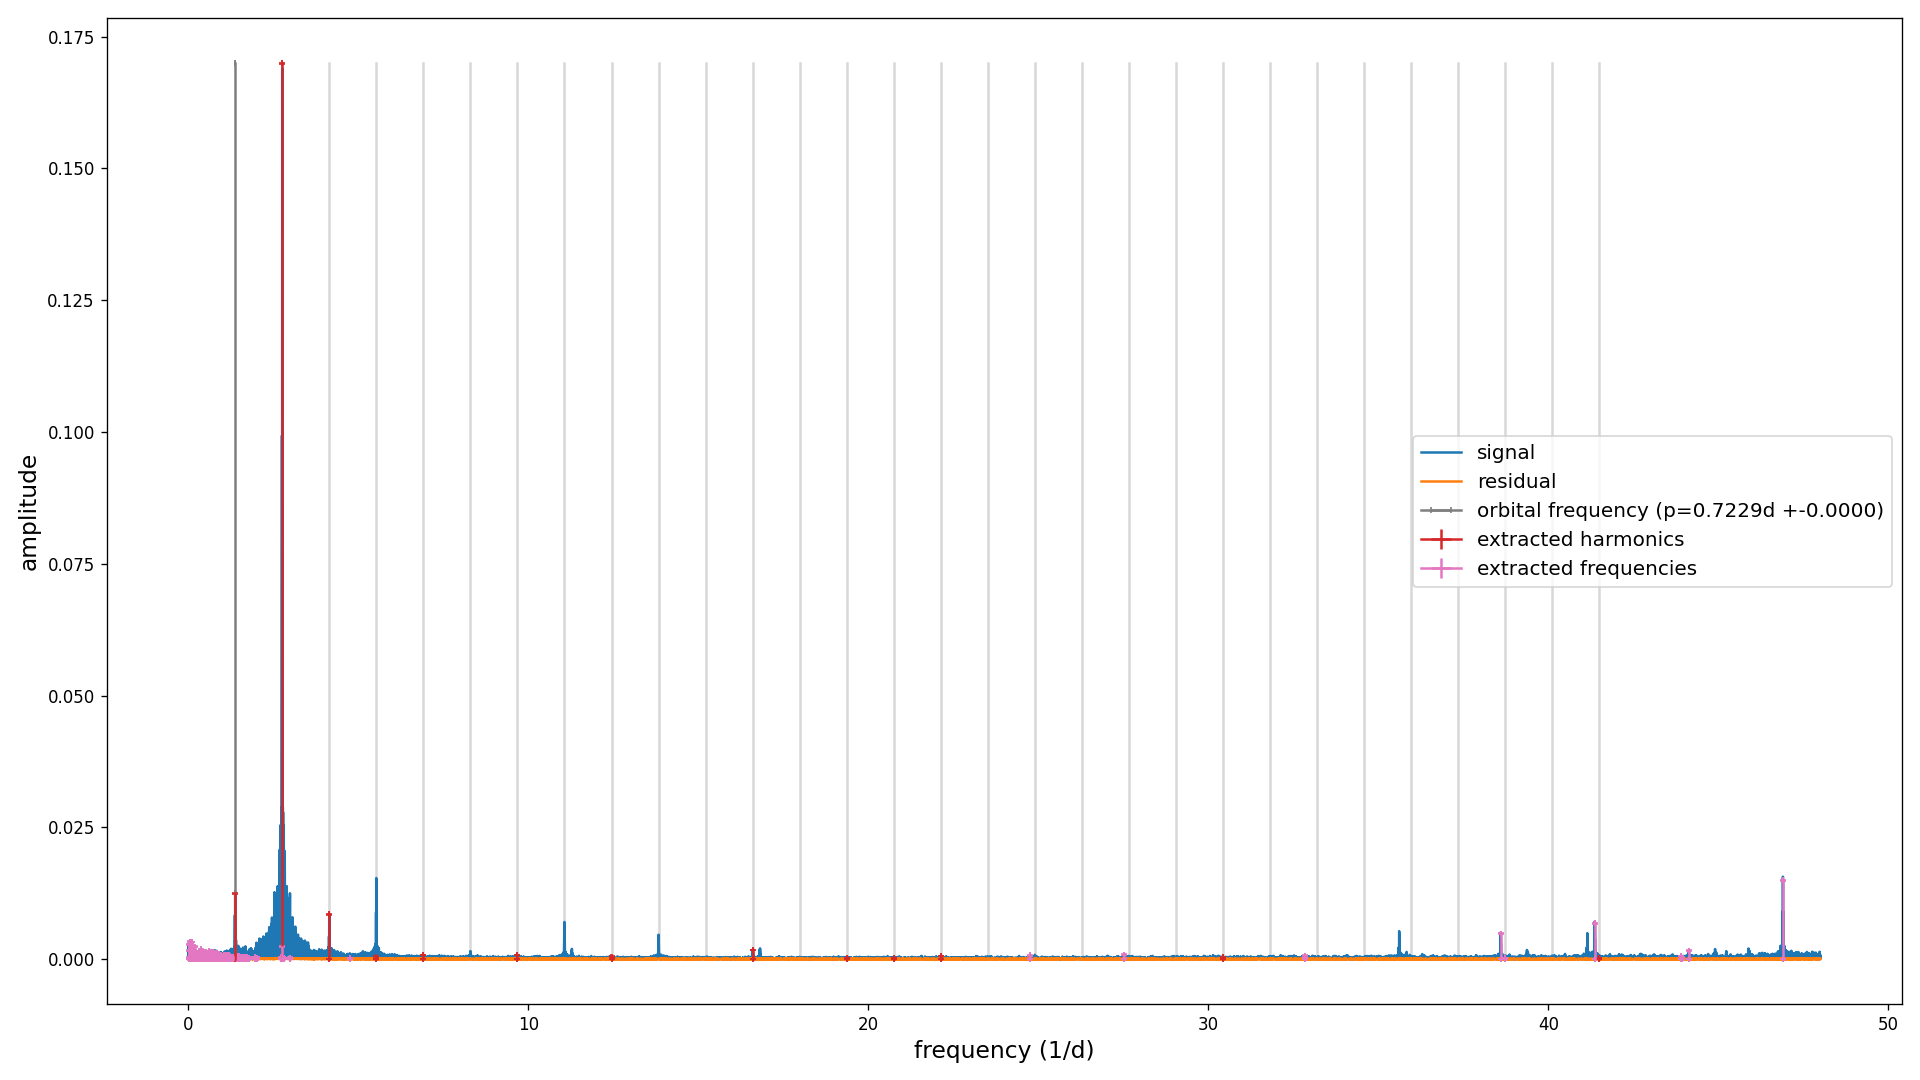 0.175
0.150
0.125
0.100
0.075
0.050
0.025
0.000
amplitude
signal
residual
orbital frequency (p=0.7229d +-0.0000)
extracted harmonics
extracted frequencies
0 10 20 30 40 50
frequency (1/d)